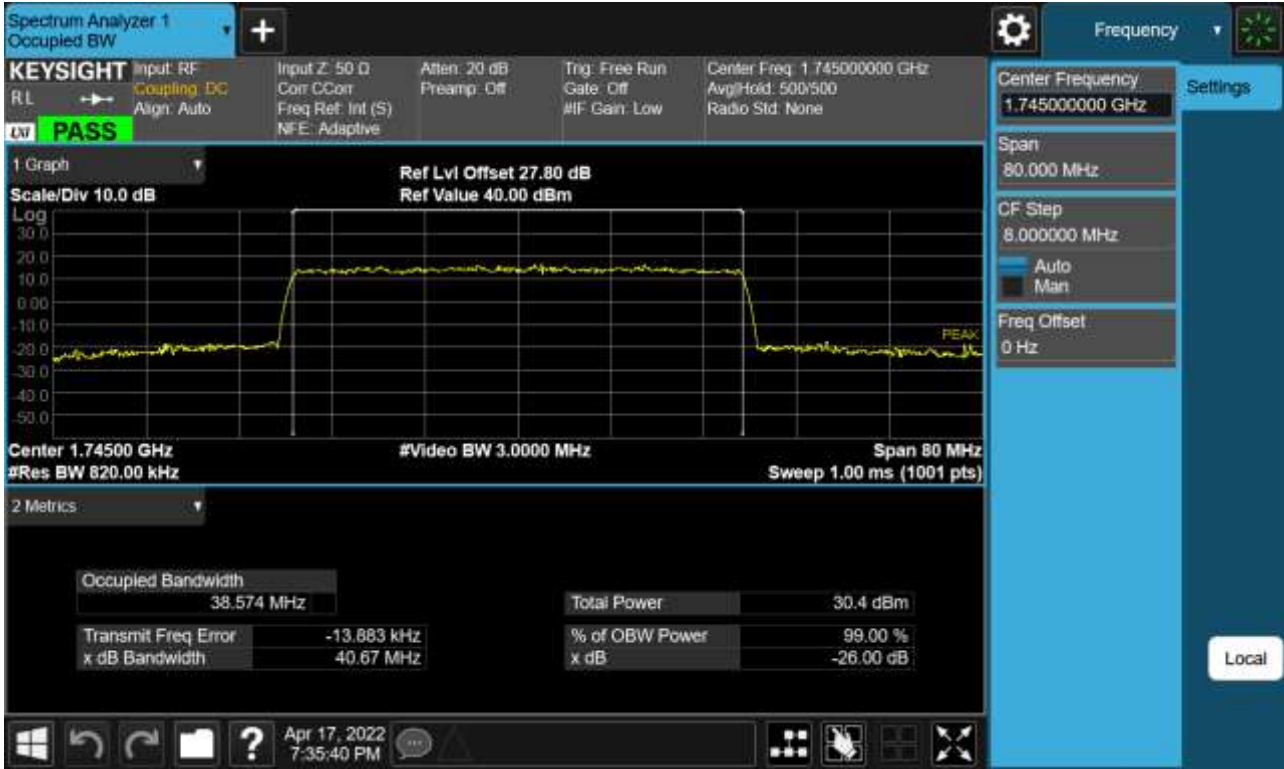 Spectrum Analyzer 1
Occupied BW
+
Frequency
KEYSIGHT
R L
LXI
PASS
Input: RF
Coupling: DC
Align: Auto
Input Z: 50 Ω
Corr CCorr
Freq Ref: Int (S)
NFE: Adaptive
Atten: 20 dB
Preamp: Off
Trig: Free Run
Gate: Off
#IF Gain: Low
Center Freq: 1.745000000 GHz
Avg|Hold: 500/500
Radio Std: None
1 Graph
Scale/Div 10.0 dB
Ref Lvl Offset 27.80 dB
Ref Value 40.00 dBm
Log
30.0
20.0
10.0
0.00
-10.0
-20.0
-30.0
-40.0
-50.0
PEAK
Center 1.74500 GHz
#Video BW 3.0000 MHz
Span 80 MHz
#Res BW 820.00 kHz
Sweep 1.00 ms (1001 pts)
2 Metrics
Occupied Bandwidth
38.574 MHz
Total Power 30.4 dBm
Transmit Freq Error -13.883 kHz
% of OBW Power 99.00 %
x dB Bandwidth 40.67 MHz
x dB -26.00 dB
Center Frequency
1.745000000 GHz
Settings
Span
80.000 MHz
CF Step
8.000000 MHz
Auto
Man
Freq Offset
0 Hz
Local
?
Apr 17, 2022
7:35:40 PM